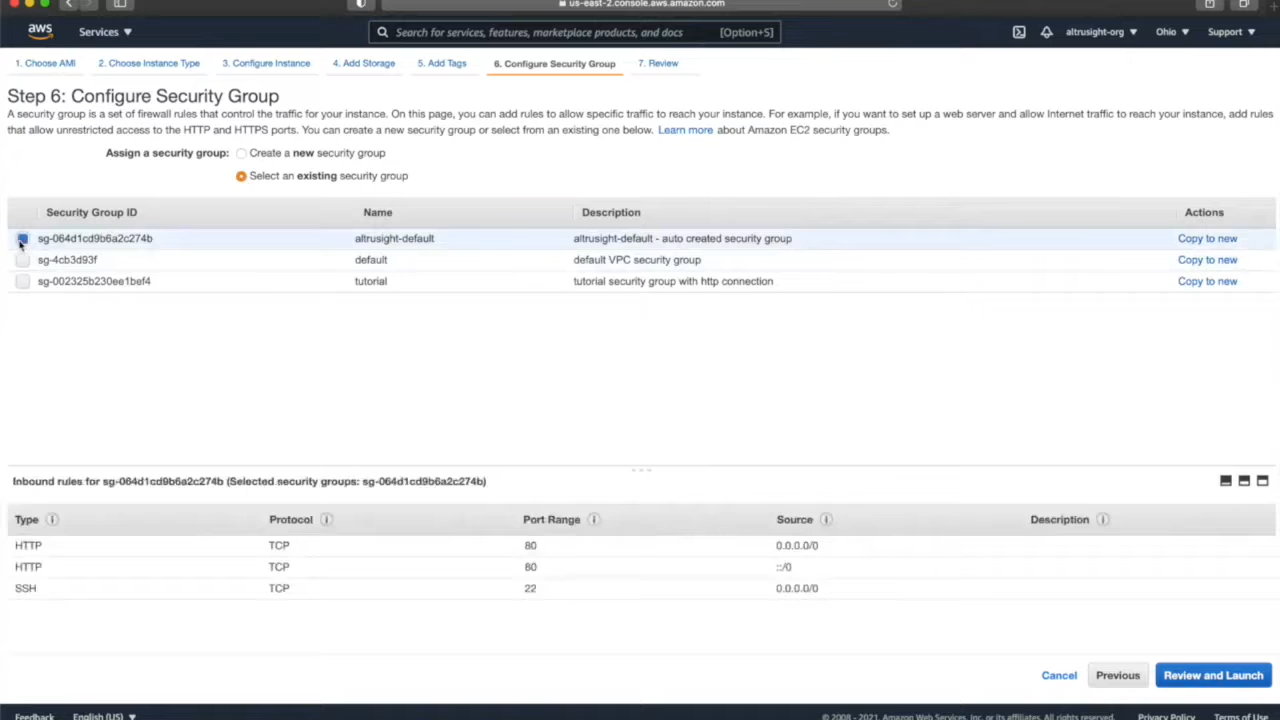 us-east-2.console.aws.amazon.com
aws Services Search for services, features, marketplace products, and docs [Option+S] altrusight-org Ohio Support
1. Choose AMI 2. Choose Instance Type 3. Configure Instance 4. Add Storage 5. Add Tags 6. Configure Security Group 7. Review
Step 6: Configure Security Group
A security group is a set of firewall rules that control the traffic for your instance. On this page, you can add rules to allow specific traffic to reach your instance. For example, if you want to set up a web server and allow Internet traffic to reach your instance, add rules
that allow unrestricted access to the HTTP and HTTPS ports. You can create a new security group or select from an existing one below. Learn more about Amazon EC2 security groups.
Assign a security group: Create a new security group
Select an existing security group
Security Group ID Name Description Actions
sg-064d1cd9b6a2c274b altrusight-default altrusight-default - auto created security group Copy to new
sg-4cb3d93f default default VPC security group Copy to new
sg-002325b230ee1bef4 tutorial tutorial security group with http connection Copy to new
Inbound rules for sg-064d1cd9b6a2c274b (Selected security groups: sg-064d1cd9b6a2c274b)
Type i Protocol i Port Range i Source i Description i
HTTP TCP 80 0.0.0.0/0
HTTP TCP 80 ::/0
SSH TCP 22 0.0.0.0/0
Cancel Previous Review and Launch
Feedback English (US) © 2008 - 2021, Amazon Web Services, Inc. or its affiliates. All rights reserved. Privacy Policy Terms of Use